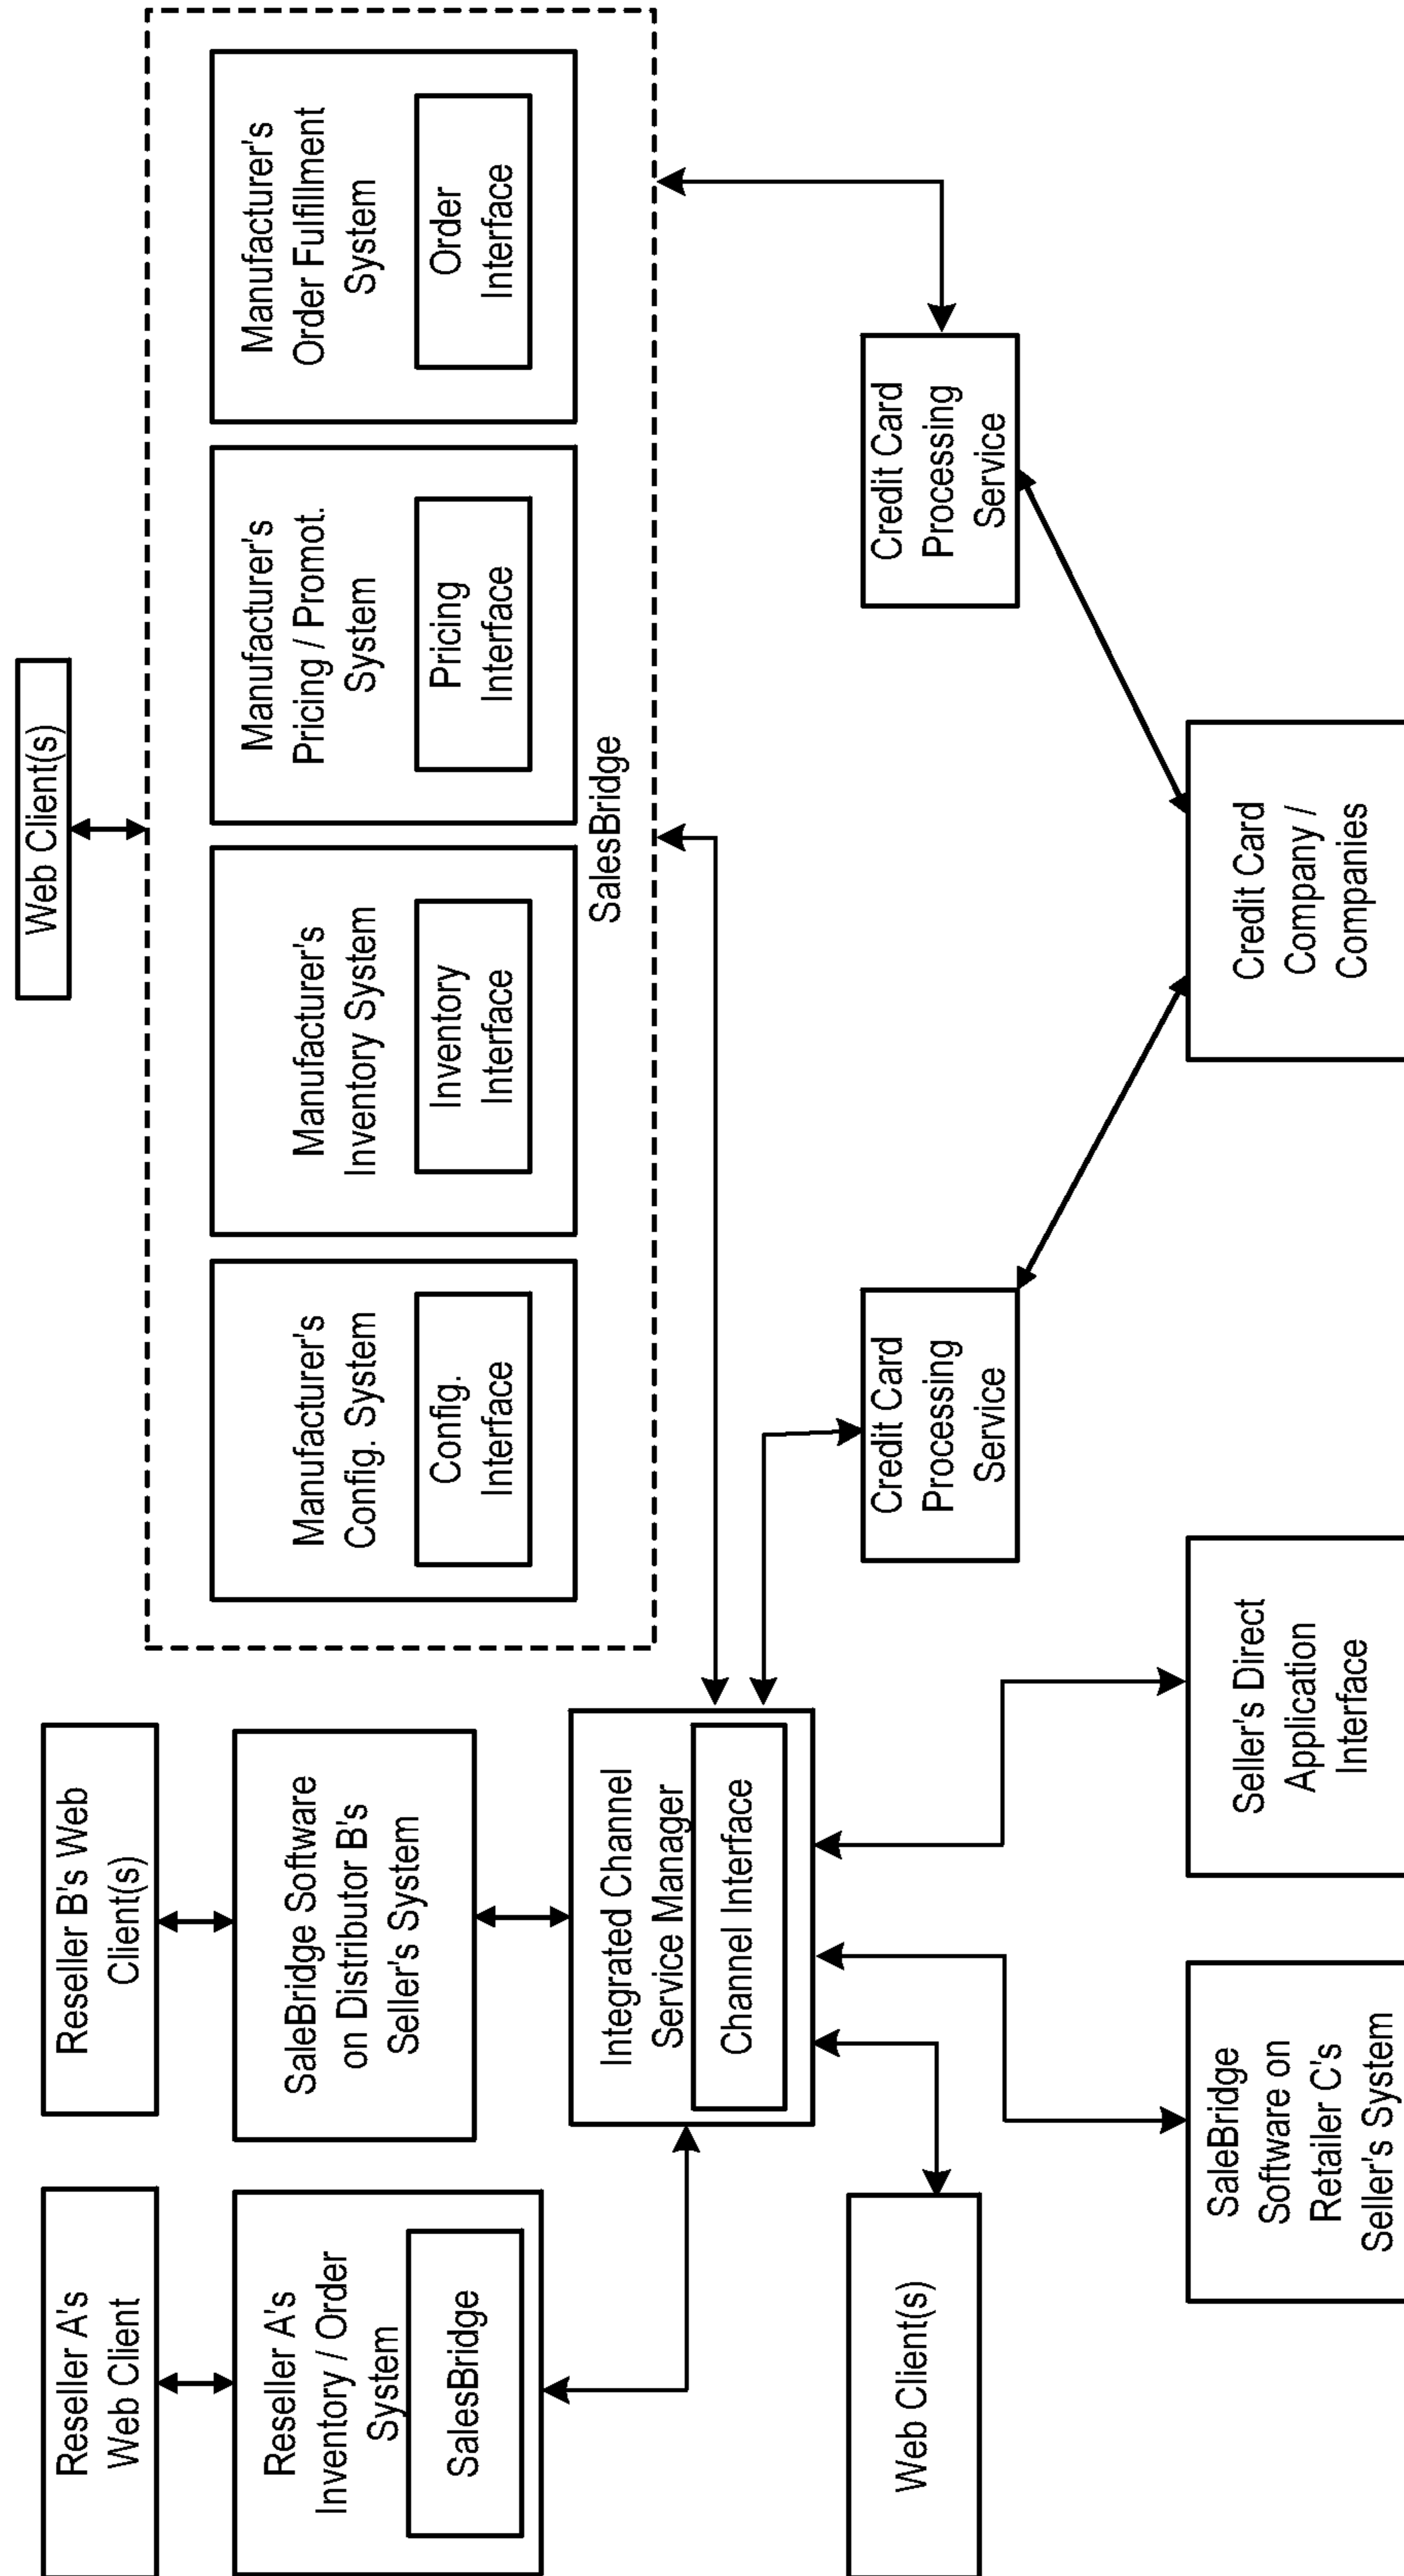 Reseller A's
Web Client
Reseller B's Web
Client(s)
Web Client(s)
Reseller A's
Inventory / Order
System
SalesBridge
SaleBridge Software
on Distributor B's
Seller's System
Manufacturer's
Config. System
Config.
Interface
Manufacturer's
Inventory System
Inventory
Interface
Manufacturer's
Pricing / Promot.
System
Pricing
Interface
Manufacturer's
Order Fulfillment
System
Order
Interface
SalesBridge
Integrated Channel
Service Manager
Channel Interface
Web Client(s)
Credit Card
Processing
Service
Credit Card
Processing
Service
SaleBridge
Software on
Retailer C's
Seller's System
Seller's Direct
Application
Interface
Credit Card
Company /
Companies